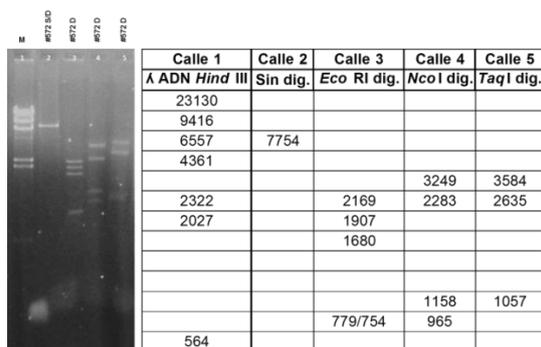 M
#572 S/D
#572 D
#572 D
#572 D
1 2 3 4 5
Calle 1 Calle 2 Calle 3 Calle 4 Calle 5
ʎ ADN Hind III Sin dig. Eco RI dig. Nco I dig. Taq I dig.
23130
9416
6557 7754
4361
3249 3584
2322 2169 2283 2635
2027 1907
1680
1158 1057
779/754 965
564